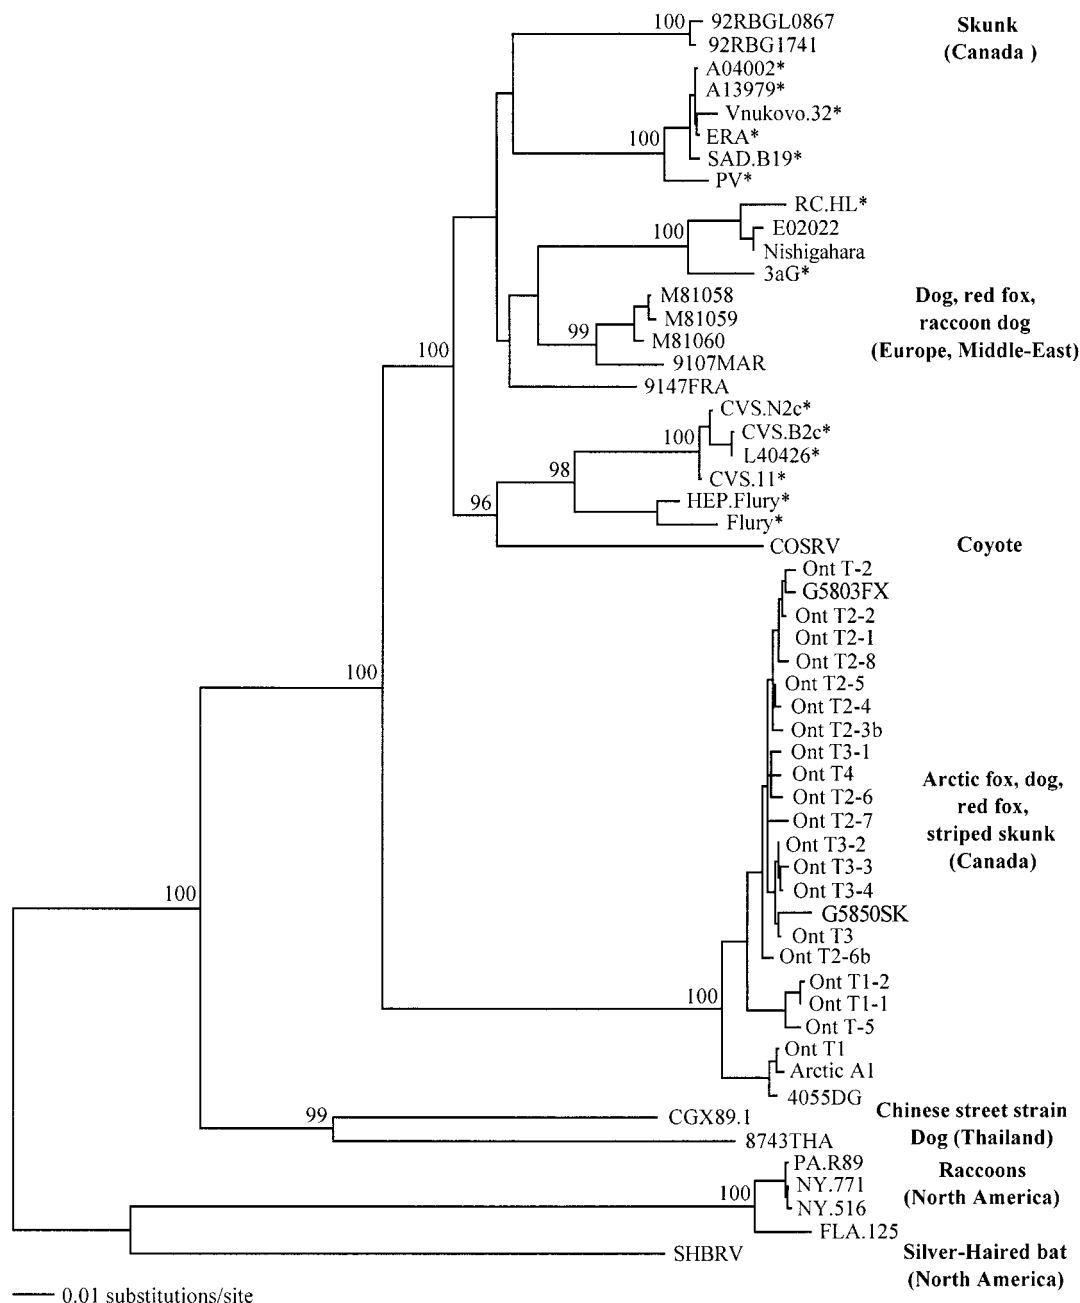 100
92RBGL0867
92RBG1741
Skunk
(Canada )
A04002*
A13979*
Vnukovo.32*
100
ERA*
SAD.B19*
PV*
RC.HL*
100
E02022
Nishigahara
3aG*
M81058
M81059
99
M81060
9107MAR
9147FRA
Dog, red fox,
raccoon dog
(Europe, Middle-East)
100
CVS.N2c*
100
CVS.B2c*
L40426*
98
CVS.11*
96
HEP.Flury*
Flury*
COSRV
Coyote
Ont T-2
G5803FX
Ont T2-2
Ont T2-1
Ont T2-8
100
Ont T2-5
Ont T2-4
Ont T2-3b
Ont T3-1
Ont T4
Ont T2-6
Ont T2-7
Ont T3-2
Ont T3-3
Ont T3-4
G5850SK
Ont T3
Ont T2-6b
Arctic fox, dog,
red fox,
striped skunk
(Canada)
100
Ont T1-2
100
Ont T1-1
Ont T-5
Ont T1
Arctic A1
4055DG
99
CGX89.1
8743THA
Chinese street strain
Dog (Thailand)
PA.R89
100
NY.771
NY.516
FLA.125
Raccoons
(North America)
SHBRV
Silver-Haired bat
(North America)
0.01 substitutions/site